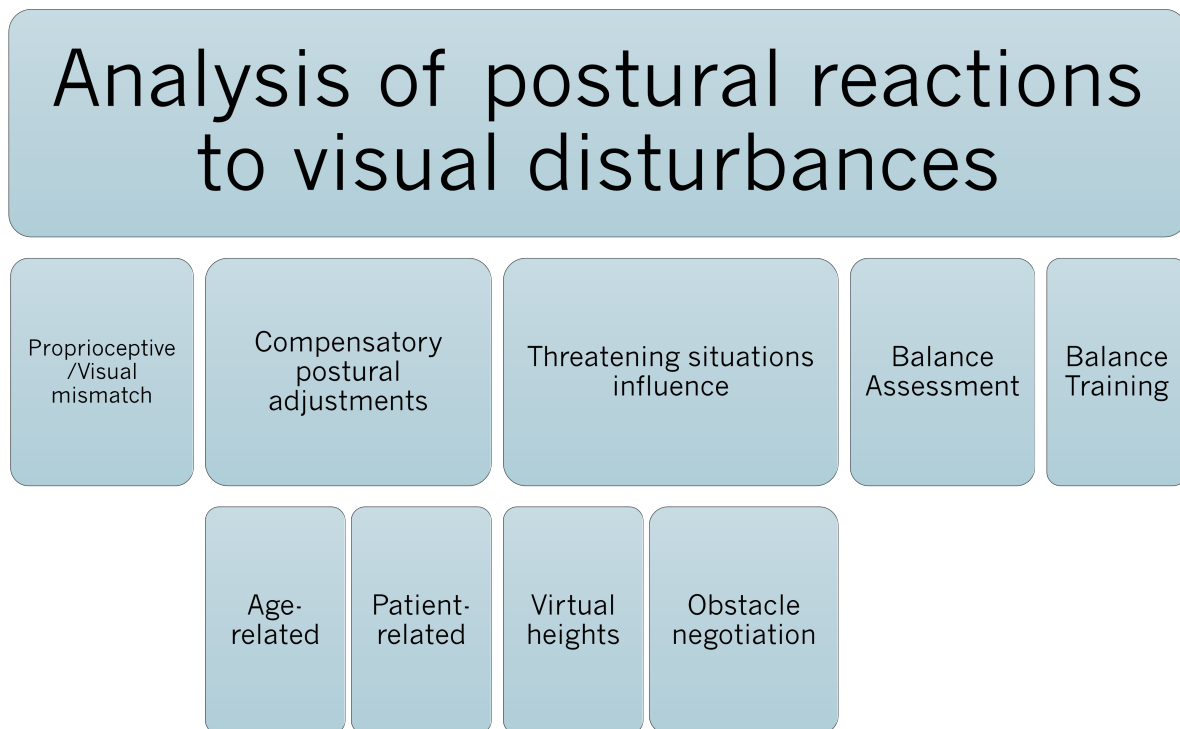 Analysis of postural reactions
to visual disturbances
Proprioceptive
/Visual
mismatch
Compensatory
postural
adjustments
Threatening situations
influence
Balance
Assessment
Balance
Training
Age-
related
Patient-
related
Virtual
heights
Obstacle
negotiation